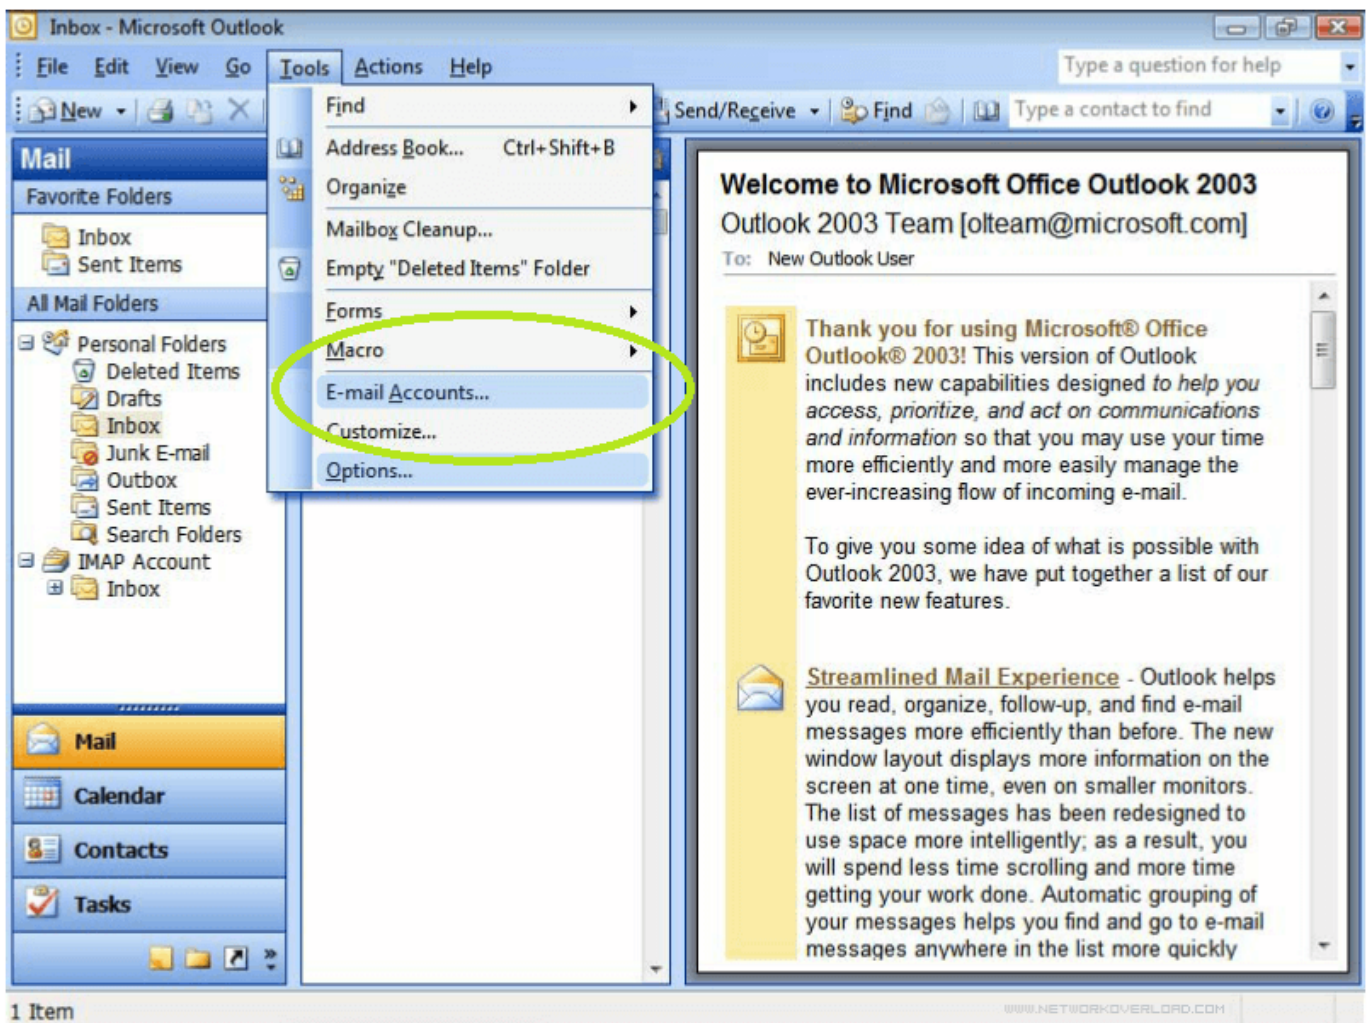 Inbox - Microsoft Outlook
File Edit View Go Tools Actions Help
Type a question for help
New
Send/Receive Find Type a contact to find
Find
Address Book... Ctrl+Shift+B
Organize
Mailbox Cleanup...
Empty "Deleted Items" Folder
Forms
Macro
E-mail Accounts...
Customize...
Options...
Mail
Favorite Folders
Inbox
Sent Items
All Mail Folders
Personal Folders
Deleted Items
Drafts
Inbox
Junk E-mail
Outbox
Sent Items
Search Folders
IMAP Account
Inbox
Mail
Calendar
Contacts
Tasks
Welcome to Microsoft Office Outlook 2003
Outlook 2003 Team [olteam@microsoft.com]
To: New Outlook User
Thank you for using Microsoft® Office
Outlook® 2003! This version of Outlook
includes new capabilities designed to help you
access, prioritize, and act on communications
and information so that you may use your time
more efficiently and more easily manage the
ever-increasing flow of incoming e-mail.
To give you some idea of what is possible with
Outlook 2003, we have put together a list of our
favorite new features.
Streamlined Mail Experience - Outlook helps
you read, organize, follow-up, and find e-mail
messages more efficiently than before. The new
window layout displays more information on the
screen at one time, even on smaller monitors.
The list of messages has been redesigned to
use space more intelligently; as a result, you
will spend less time scrolling and more time
getting your work done. Automatic grouping of
your messages helps you find and go to e-mail
messages anywhere in the list more quickly
1 Item
WWW.NETWORKOVERLOAD.COM